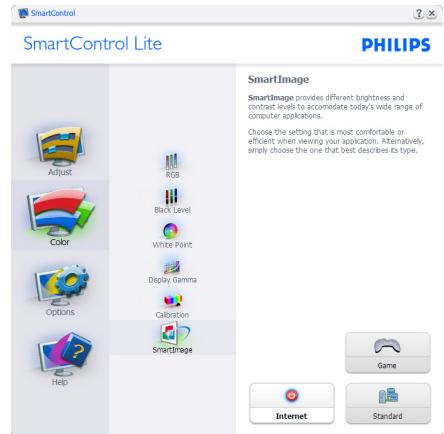 SmartControl
SmartControl Lite
PHILIPS
Adjust
Color
Options
Help
RGB
Black Level
White Point
Display Gamma
Calibration
SmartImage
SmartImage
SmartImage provides different brightness and
contrast levels to accomodate today's wide range of
computer applications.
Choose the setting that is most comfortable or
efficient when viewing your application. Alternatively,
simply choose the one that best describes its type.
Game
Internet
Standard